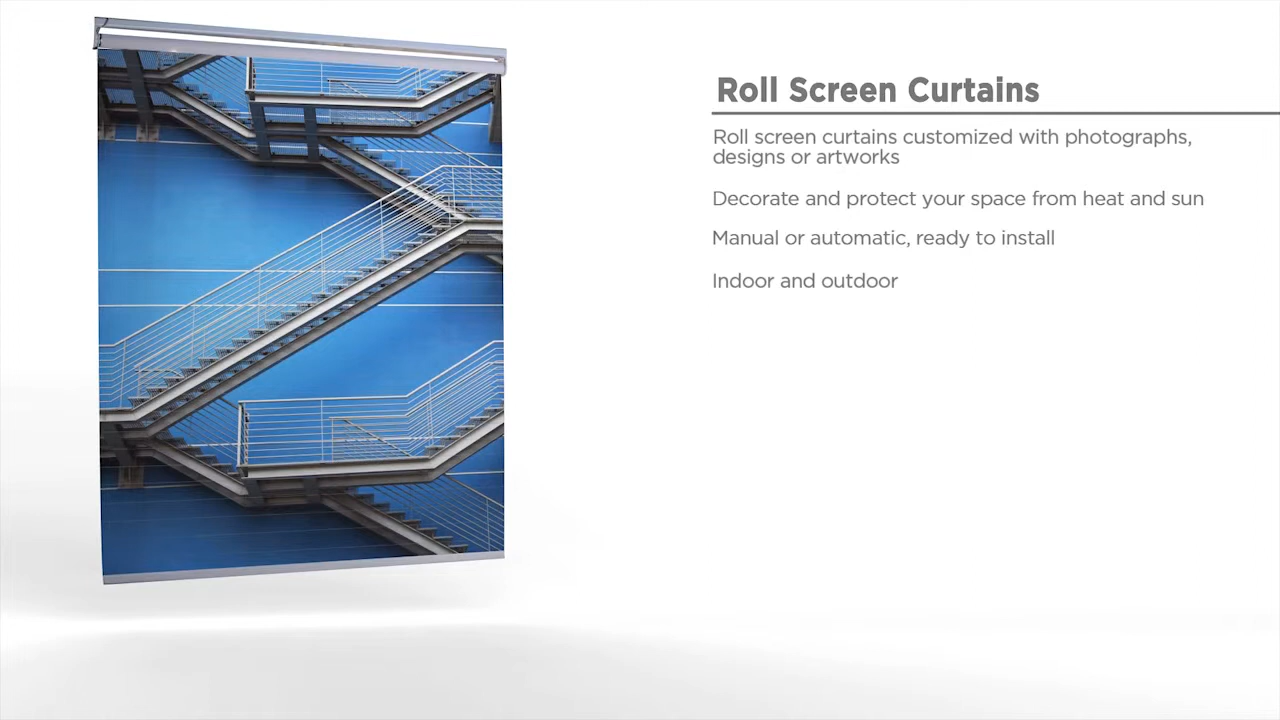 Roll Screen Curtains
Roll screen curtains customized with photographs,
designs or artworks
Decorate and protect your space from heat and sun
Manual or automatic, ready to install
Indoor and outdoor